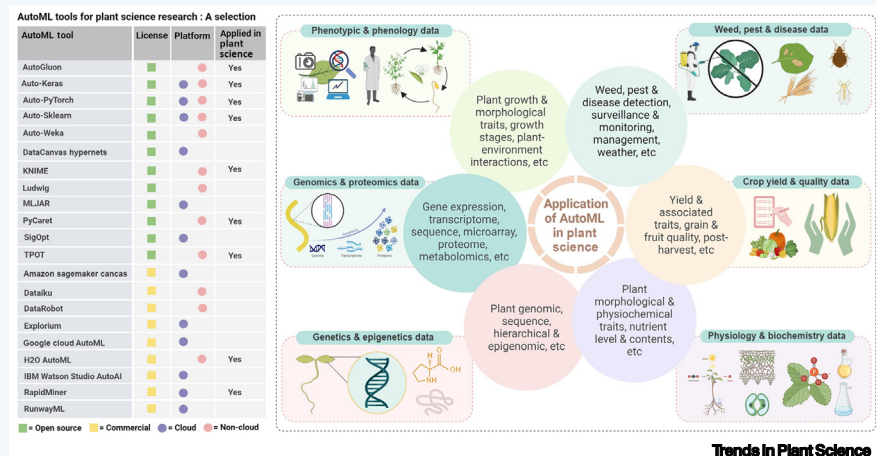 AutoML tools for plant science research : A selection
AutoML tool License Platform Applied in plant science
AutoGluon Yes
Auto-Keras Yes
Auto-PyTorch Yes
Auto-Sklearn Yes
Auto-Weka
DataCanvas hypernets
KNIME Yes
Ludwig
MLJAR
PyCaret Yes
SigOpt
TPOT Yes
Amazon sagemaker cancas
Dataiku
DataRobot
Explorium
Google cloud AutoML
H2O AutoML Yes
IBM Watson Studio AutoAI
RapidMiner Yes
RunwayML
= Open source = Commercial = Cloud = Non-cloud
Phenotypic & phenology data
Weed, pest & disease data
Plant growth &
morphological
traits, growth
stages, plant-
environment
interactions, etc
Weed, pest &
disease detection,
surveillance &
monitoring,
management,
weather, etc
Genomics & proteomics data
Gene expression,
transcriptome,
sequence, microarray,
proteome,
metabolomics, etc
Application
of AutoML
in plant
science
Yield &
associated
traits, grain &
fruit quality, post-
harvest, etc
Crop yield & quality data
Genetics & epigenetics data
H
O
OH
NH
Plant genomic,
sequence,
hierarchical &
epigenomic, etc
Plant
morphological &
physiochemical
traits, nutrient
level & contents,
etc
Physiology & biochemistry data
P
Trends in Plant Science